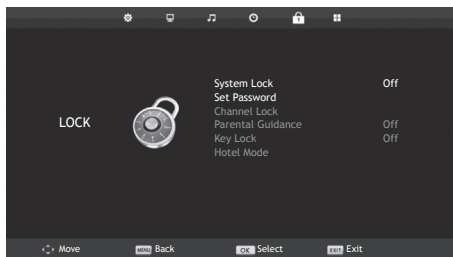 LOCK
System Lock Off
Set Password
Channel Lock
Parental Guidance Off
Key Lock Off
Hotel Mode
Move MENU Back OK Select EXIT Exit